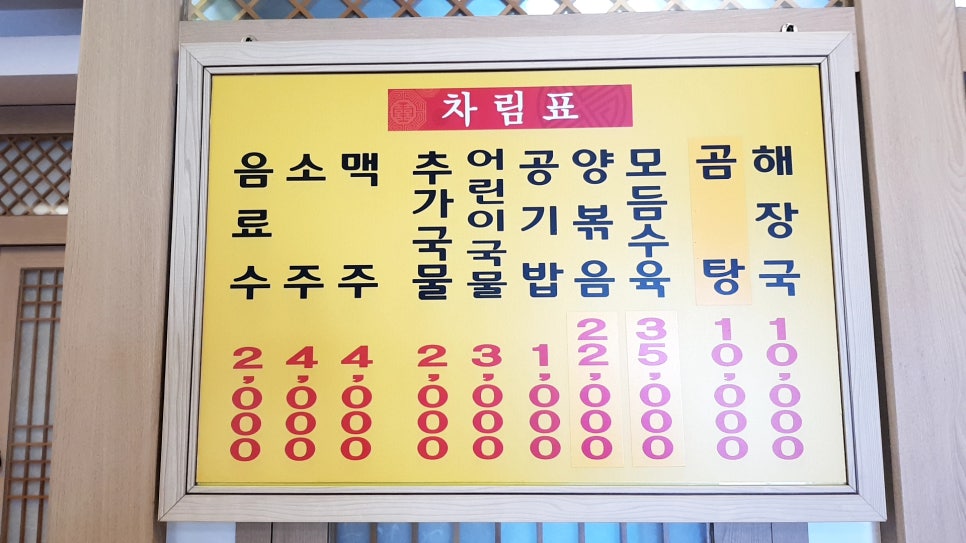 차림표
해장국 10,000
곰탕 10,000
모듬수육 35,000
양볶음 22,000
공기밥 1,000
어린이국물 3,000
추가국물 2,000
맥주 4,000
소주 4,000
음료수 2,000